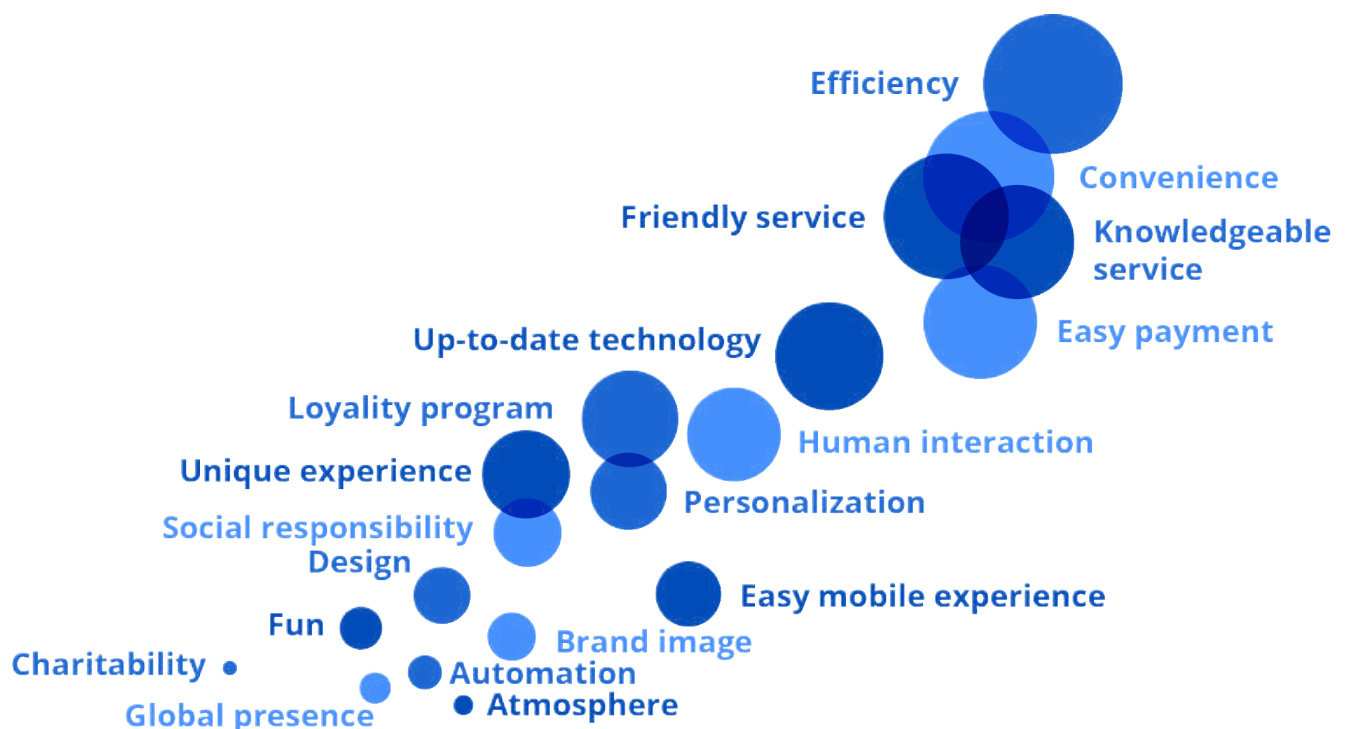 Efficiency
Convenience
Friendly service
Knowledgeable
service
Easy payment
Up-to-date technology
Loyality program
Human interaction
Unique experience
Personalization
Social responsibility
Design
Easy mobile experience
Fun
Brand image
Charitability
Automation
Atmosphere
Global presence